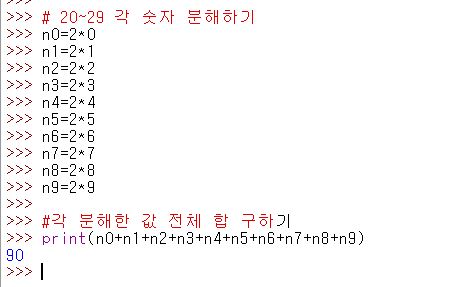 >>>
>>> # 20~29 각 숫자 분해하기
>>> n0=2*0
>>> n1=2*1
>>> n2=2*2
>>> n3=2*3
>>> n4=2*4
>>> n5=2*5
>>> n6=2*6
>>> n7=2*7
>>> n8=2*8
>>> n9=2*9
>>>
>>> #각 분해한 값 전체 합 구하기
>>> print(n0+n1+n2+n3+n4+n5+n6+n7+n8+n9)
90
>>>